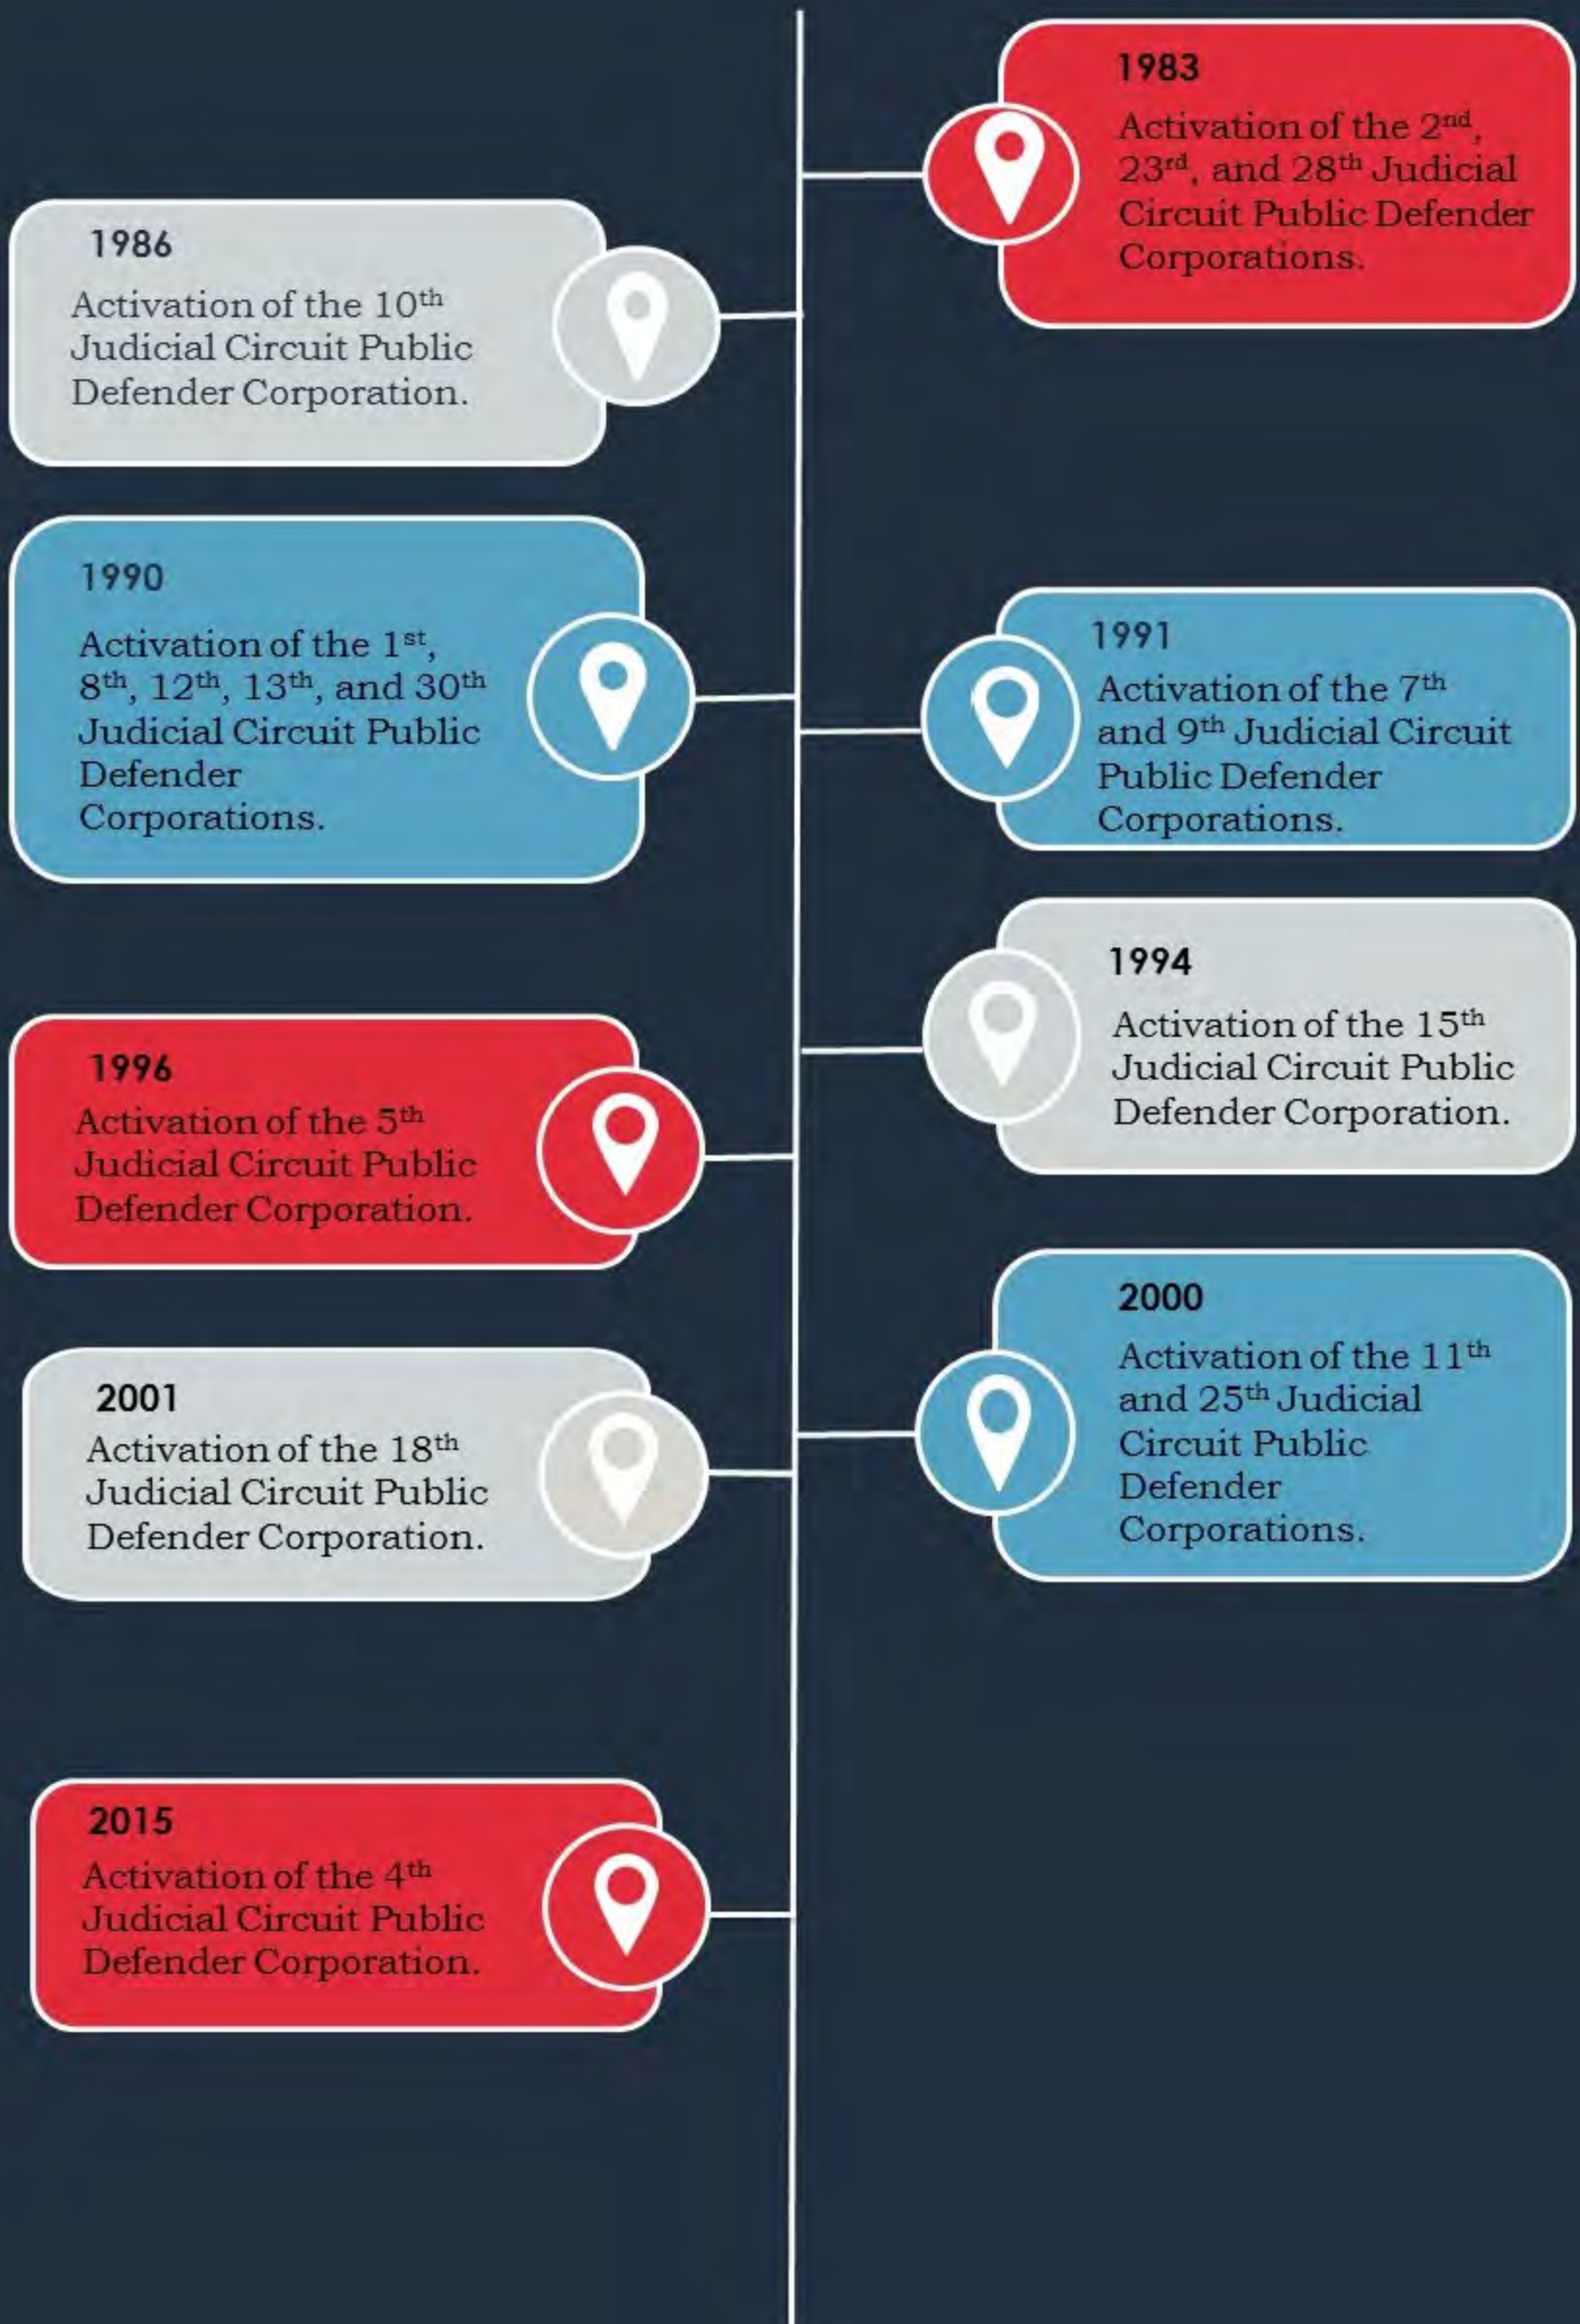 1983
Activation of the 2nd,
23rd, and 28th Judicial
Circuit Public Defender
Corporations.
1986
Activation of the 10th
Judicial Circuit Public
Defender Corporation.
1990
Activation of the 1st,
8th, 12th, 13th, and 30th
Judicial Circuit Public
Defender
Corporations.
1991
Activation of the 7th
and 9th Judicial Circuit
Public Defender
Corporations.
1994
Activation of the 15th
Judicial Circuit Public
Defender Corporation.
1996
Activation of the 5th
Judicial Circuit Public
Defender Corporation.
2000
Activation of the 11th
and 25th Judicial
Circuit Public
Defender
Corporations.
2001
Activation of the 18th
Judicial Circuit Public
Defender Corporation.
2015
Activation of the 4th
Judicial Circuit Public
Defender Corporation.